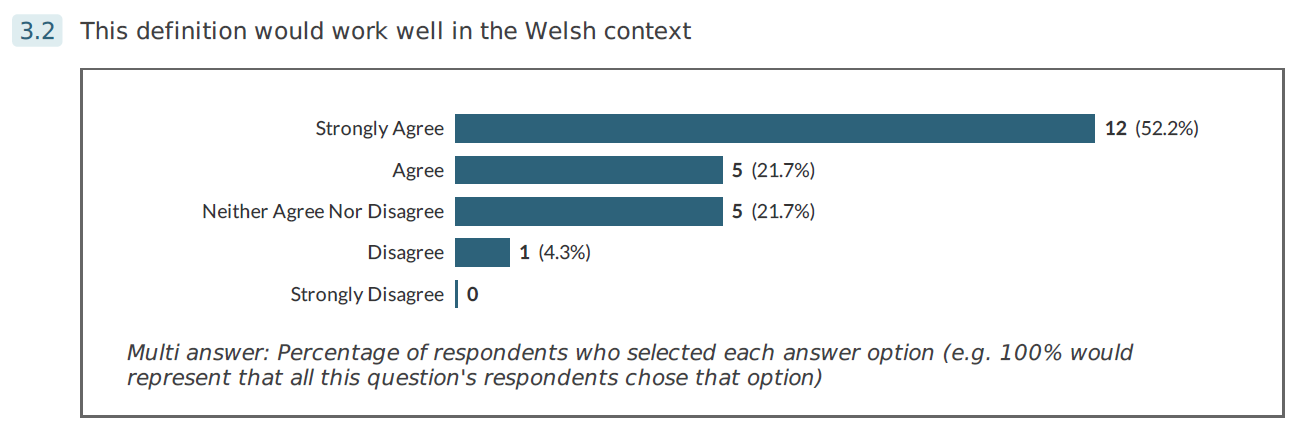 3.2 This definition would work well in the Welsh context
Strongly Agree 12 (52.2%)
Agree 5 (21.7%)
Neither Agree Nor Disagree 5 (21.7%)
Disagree 1 (4.3%)
Strongly Disagree 0
Multi answer: Percentage of respondents who selected each answer option (e.g. 100% would
represent that all this question's respondents chose that option)